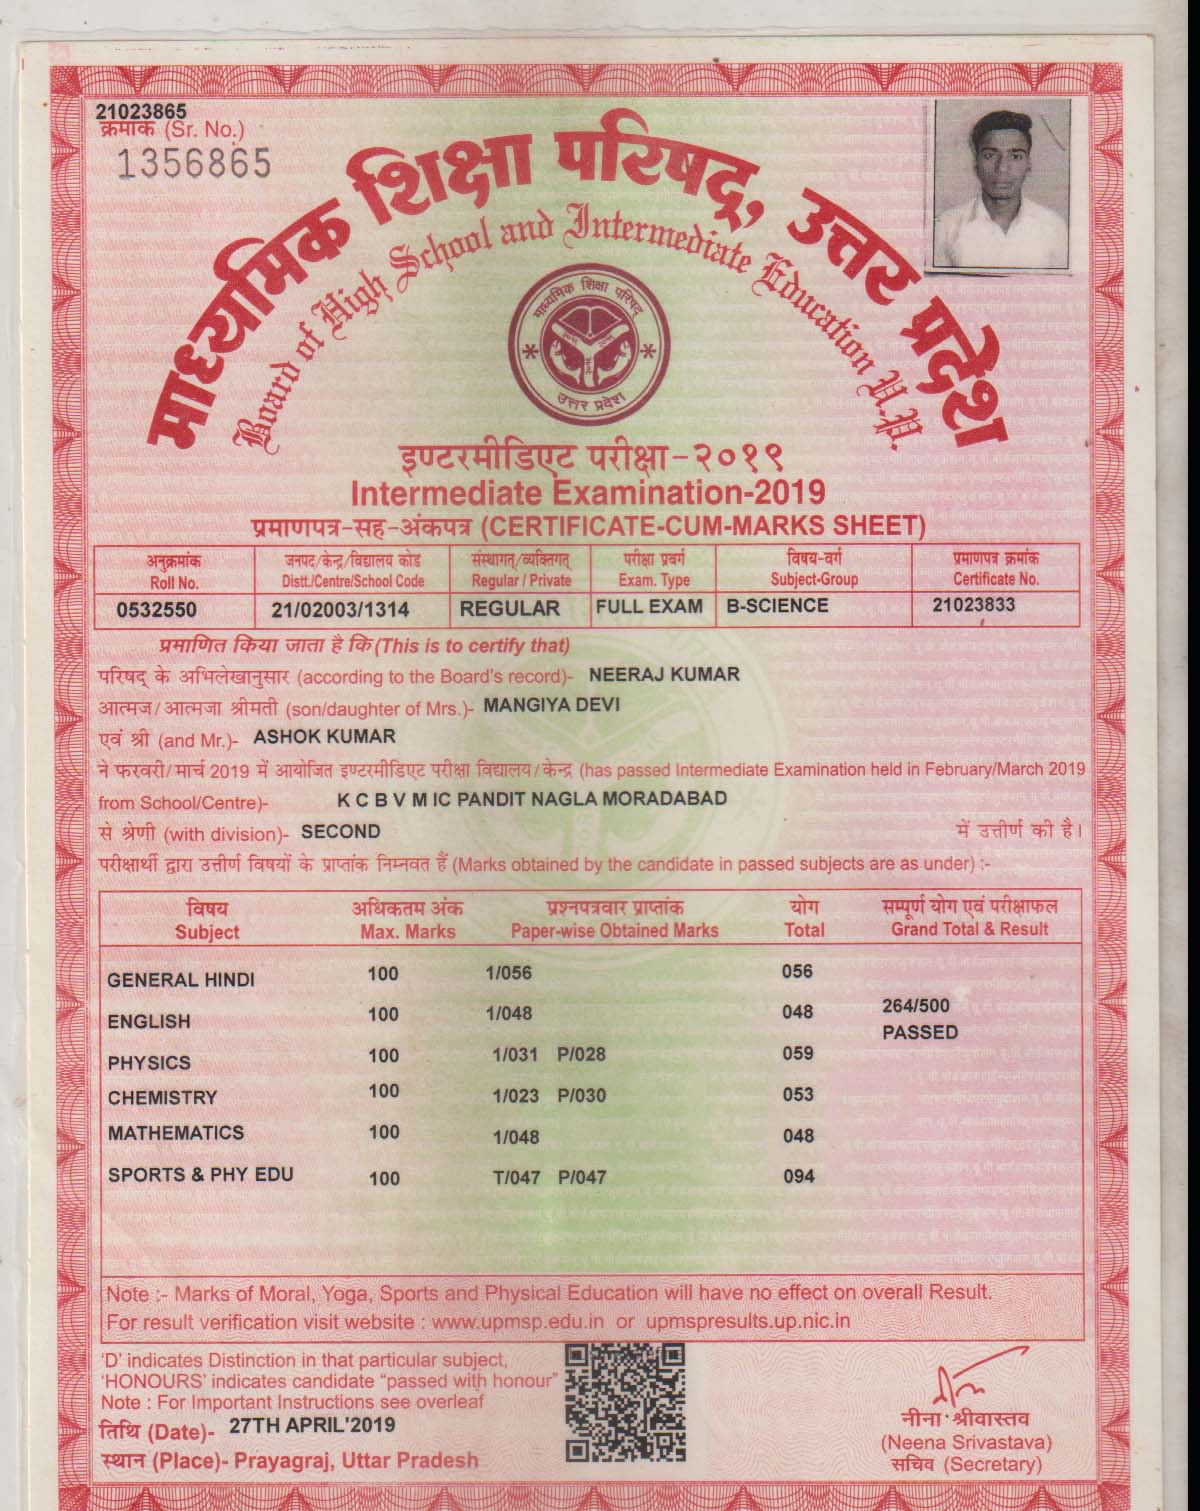 21023865
क्रमांक (Sr. No.)
1356865
माध्यमिक शिक्षा परिषद्, उत्तर प्रदेश
Board of High School and Intermediate Education U.P.
माध्यमिक शिक्षा परिषद्
उत्तर प्रदेश
इण्टरमीडिएट परीक्षा-२०१९
Intermediate Examination-2019
प्रमाणपत्र-सह-अंकपत्र (CERTIFICATE-CUM-MARKS SHEET)
अनुक्रमांक जनपद/केन्द्र/विद्यालय कोड संस्थागत्/व्यक्तिगत् परीक्षा प्रवर्ग विषय-वर्ग प्रमाणपत्र क्रमांक
Roll No. Distt./Centre/School Code Regular / Private Exam. Type Subject-Group Certificate No.
0532550 21/02003/1314 REGULAR FULL EXAM B-SCIENCE 21023833
प्रमाणित किया जाता है कि (This is to certify that)
परिषद् के अभिलेखानुसार (according to the Board's record)- NEERAJ KUMAR
आत्मज/आत्मजा श्रीमती (son/daughter of Mrs.)- MANGIYA DEVI
एवं श्री (and Mr.)- ASHOK KUMAR
ने फरवरी/मार्च 2019 में आयोजित इण्टरमीडिएट परीक्षा विद्यालय/केन्द्र (has passed Intermediate Examination held in February/March 2019
from School/Centre)- K C B V M IC PANDIT NAGLA MORADABAD
से श्रेणी (with division)- SECOND में उत्तीर्ण की है।
परीक्षार्थी द्वारा उत्तीर्ण विषयों के प्राप्तांक निम्नवत हैं (Marks obtained by the candidate in passed subjects are as under) :-
विषय अधिकतम अंक प्रश्नपत्रवार प्राप्तांक योग सम्पूर्ण योग एवं परीक्षाफल
Subject Max. Marks Paper-wise Obtained Marks Total Grand Total & Result
GENERAL HINDI 100 1/056 056
ENGLISH 100 1/048 048 264/500
PASSED
PHYSICS 100 1/031 P/028 059
CHEMISTRY 100 1/023 P/030 053
MATHEMATICS 100 1/048 048
SPORTS & PHY EDU 100 T/047 P/047 094
Note :- Marks of Moral, Yoga, Sports and Physical Education will have no effect on overall Result.
For result verification visit website : www.upmsp.edu.in or upmspresults.up.nic.in
'D' indicates Distinction in that particular subject,
'HONOURS' indicates candidate "passed with honour"
Note : For Important Instructions see overleaf
तिथि (Date)- 27TH APRIL'2019
स्थान (Place)- Prayagraj, Uttar Pradesh
नीना श्रीवास्तव
(Neena Srivastava)
सचिव (Secretary)